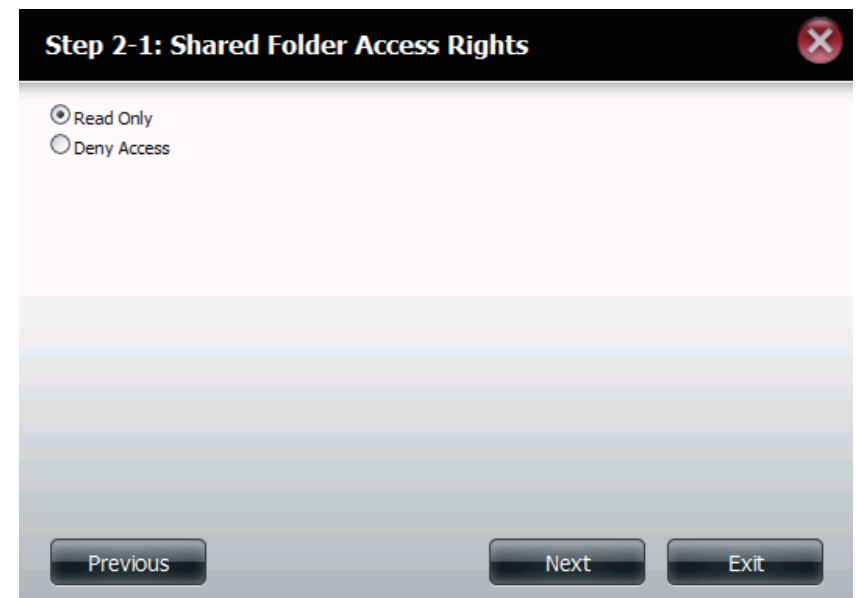 Step 2-1: Shared Folder Access Rights
Read Only
Deny Access
Previous Next Exit